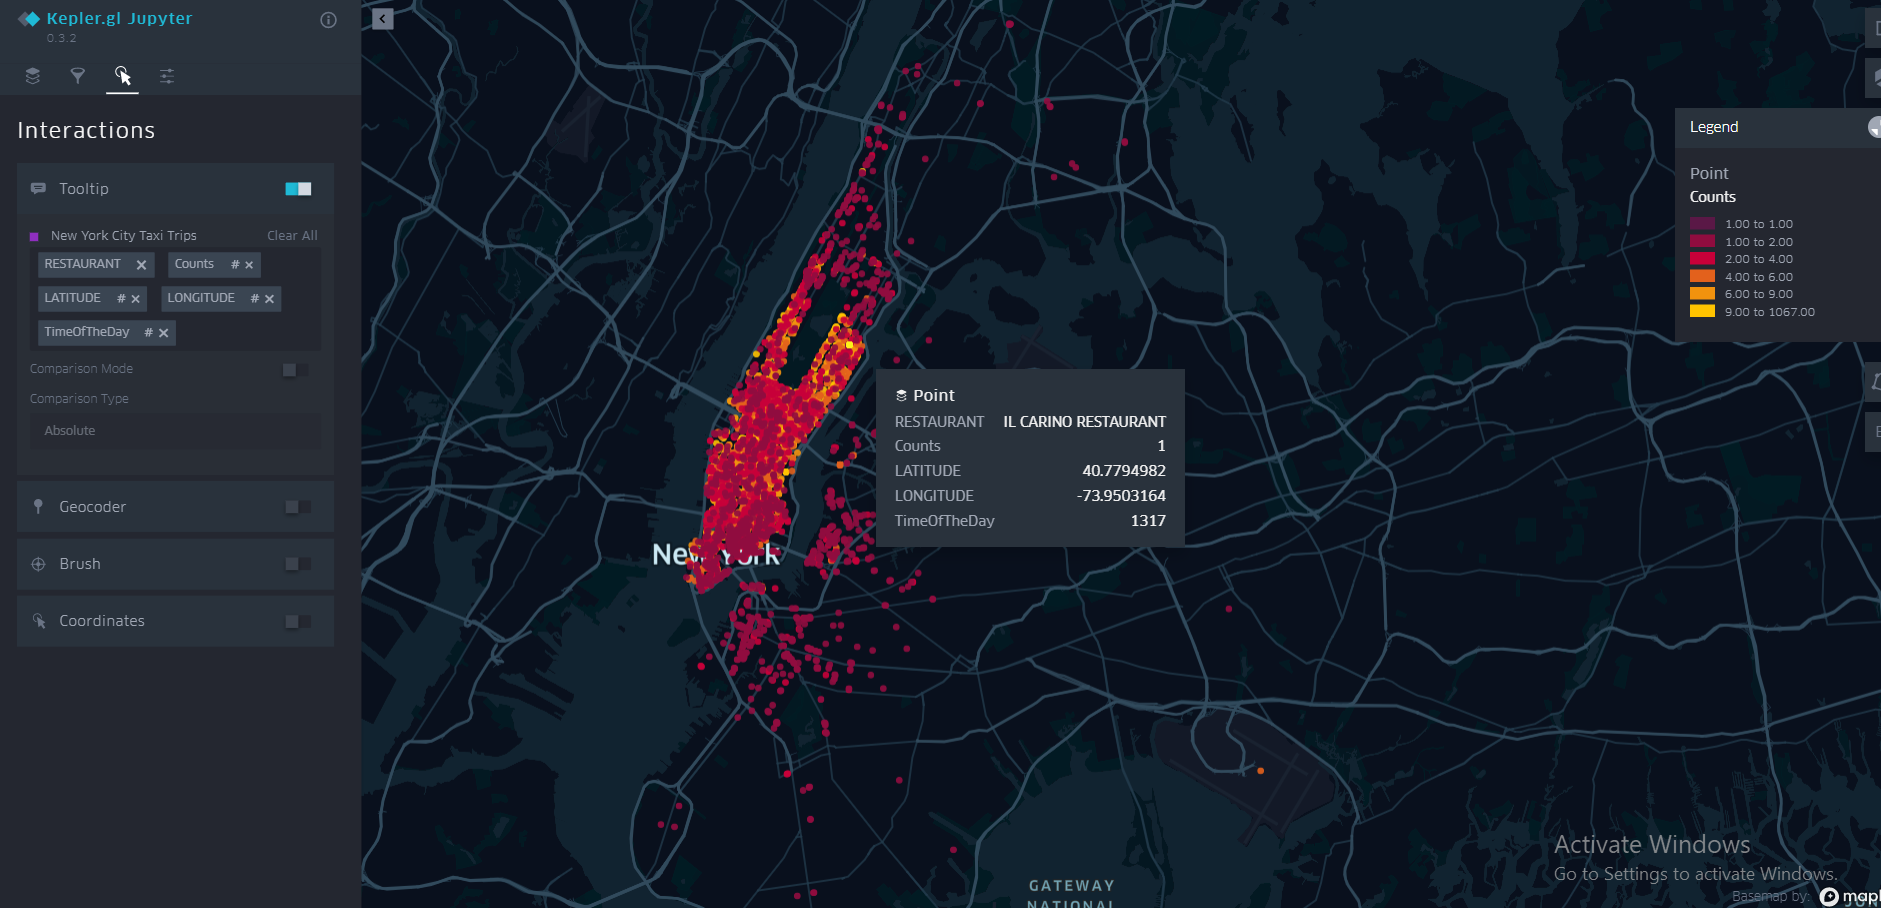 Kepler.gl Jupyter
0.3.2
Interactions
Tooltip
New York City Taxi Trips Clear All
RESTAURANT Counts #
LATITUDE # LONGITUDE #
TimeOfTheDay #
Comparison Mode
Comparison Type
Absolute
Geocoder
Brush
Coordinates
New York
Point
RESTAURANT IL CARINO RESTAURANT
Counts 1
LATITUDE 40.7794982
LONGITUDE -73.9503164
TimeOfTheDay 1317
Legend
Point
Counts
1.00 to 1.00
1.00 to 2.00
2.00 to 4.00
4.00 to 6.00
6.00 to 9.00
9.00 to 1067.00
GATEWAY
NATIONAL
Activate Windows
Go to Settings to activate Windows.
Basemap by: